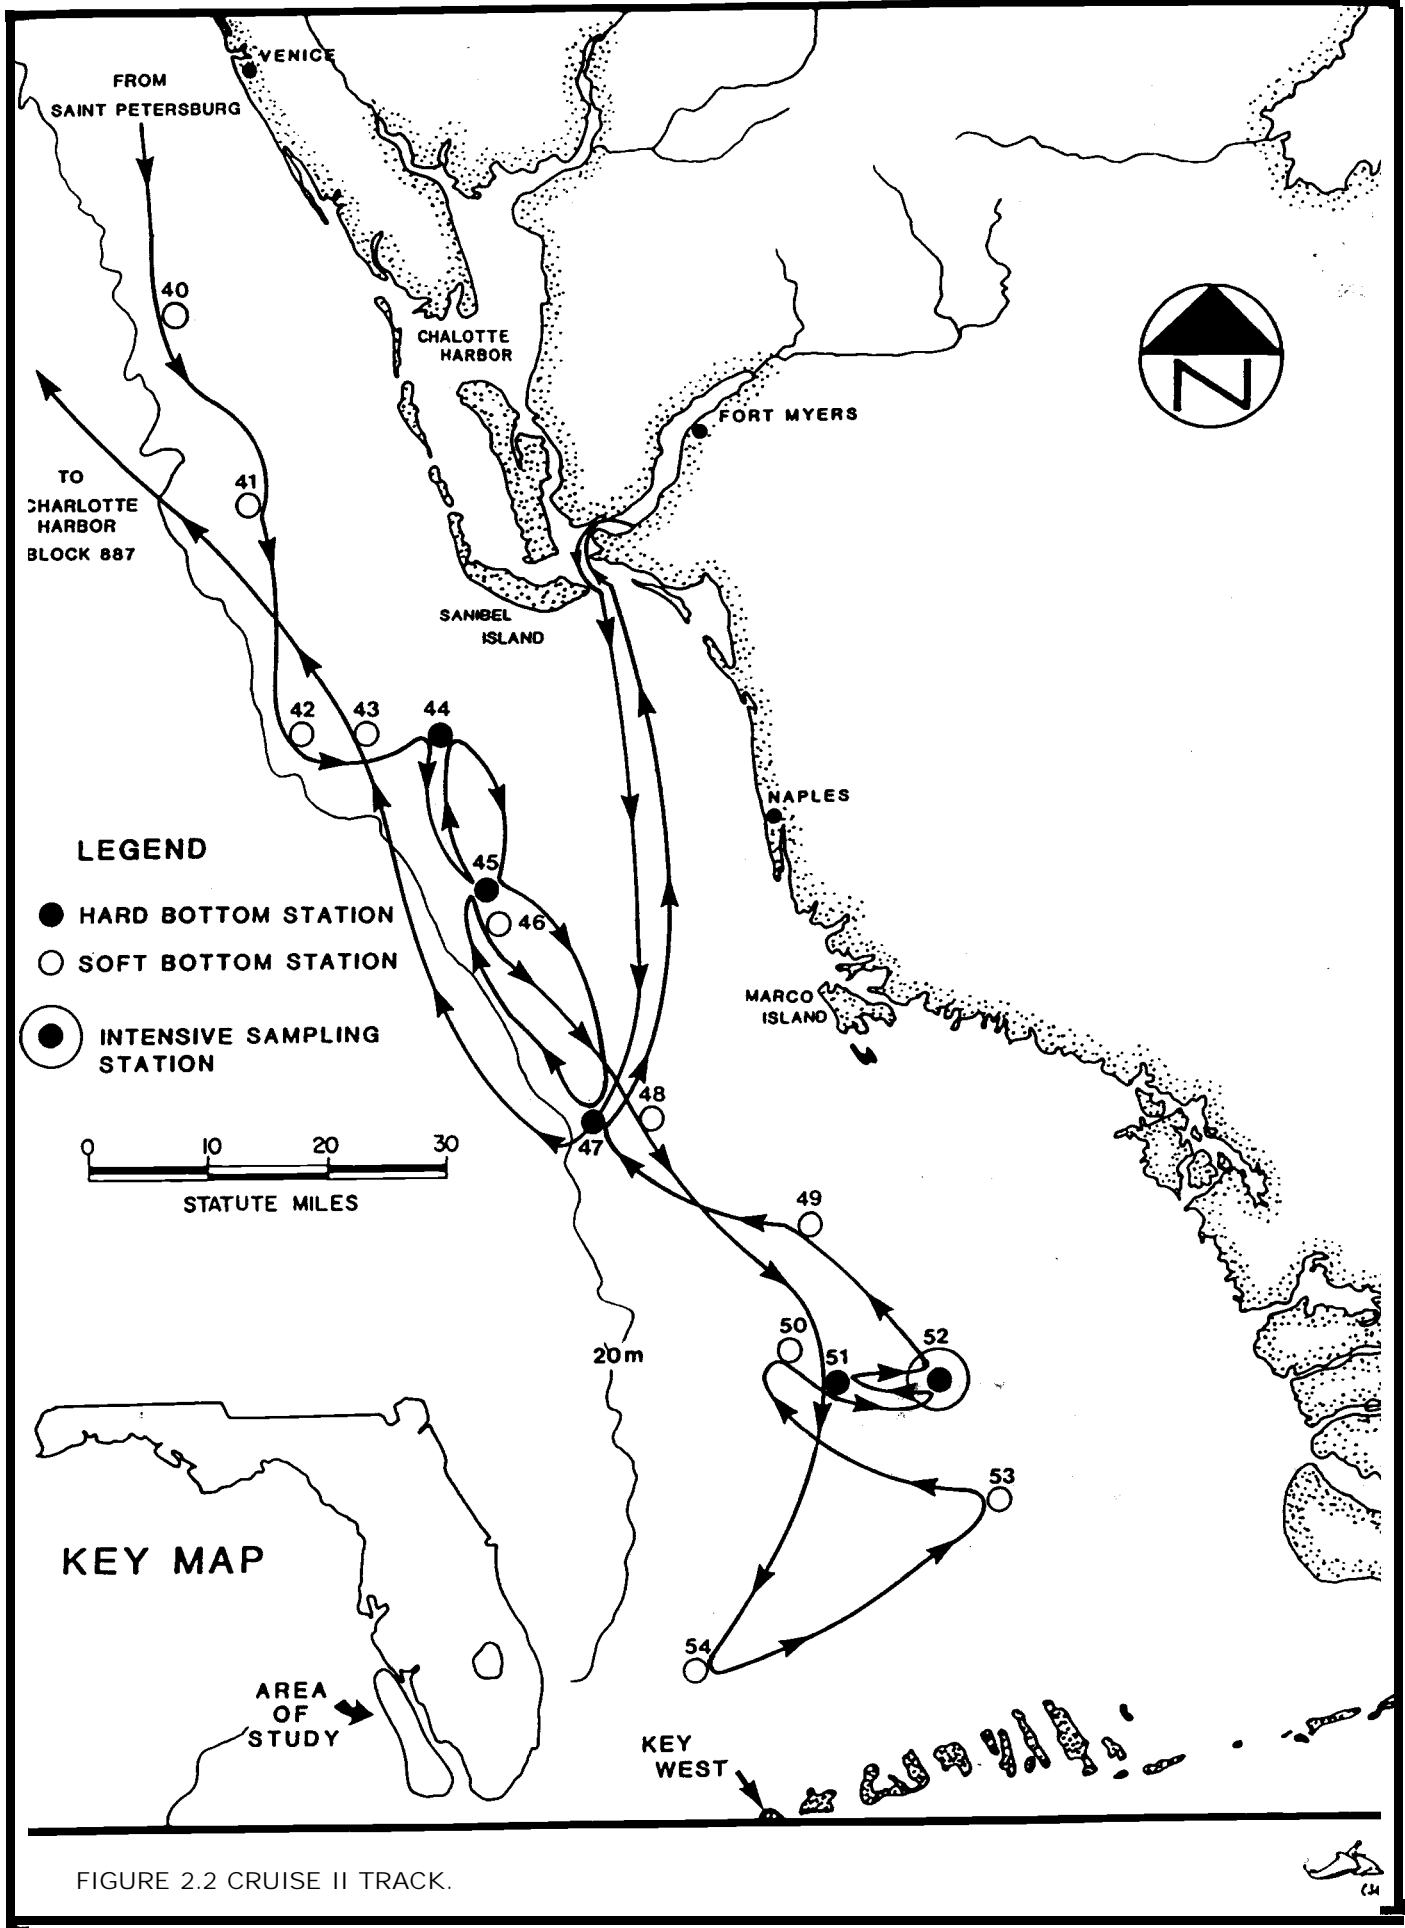 VENICE
FROM
SAINT PETERSBURG
40
CHALOTTE
HARBOR
FORT MYERS
N
TO
CHARLOTTE
HARBOR
BLOCK 887
41
SANIBEL
ISLAND
42
43
44
NAPLES
LEGEND
HARD BOTTOM STATION
SOFT BOTTOM STATION
INTENSIVE SAMPLING
STATION
45
46
MARCO
ISLAND
48
47
0
10
20
30
STATUTE MILES
49
50
51
52
20m
53
KEY MAP
54
AREA
OF
STUDY
KEY
WEST
FIGURE 2.2 CRUISE II TRACK.